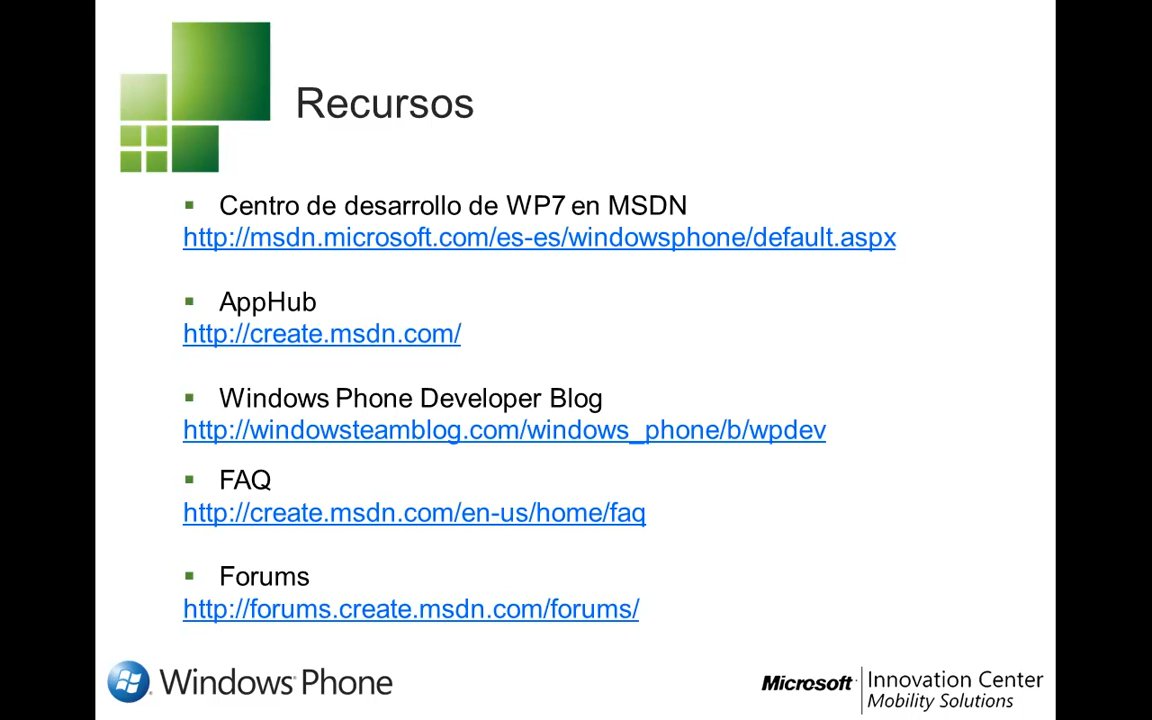 Recursos
Centro de desarrollo de WP7 en MSDN
http://msdn.microsoft.com/es-es/windowsphone/default.aspx
AppHub
http://create.msdn.com/
Windows Phone Developer Blog
http://windowsteamblog.com/windows_phone/b/wpdev
FAQ
http://create.msdn.com/en-us/home/faq
Forums
http://forums.create.msdn.com/forums/
Windows Phone
Microsoft Innovation Center
Mobility Solutions